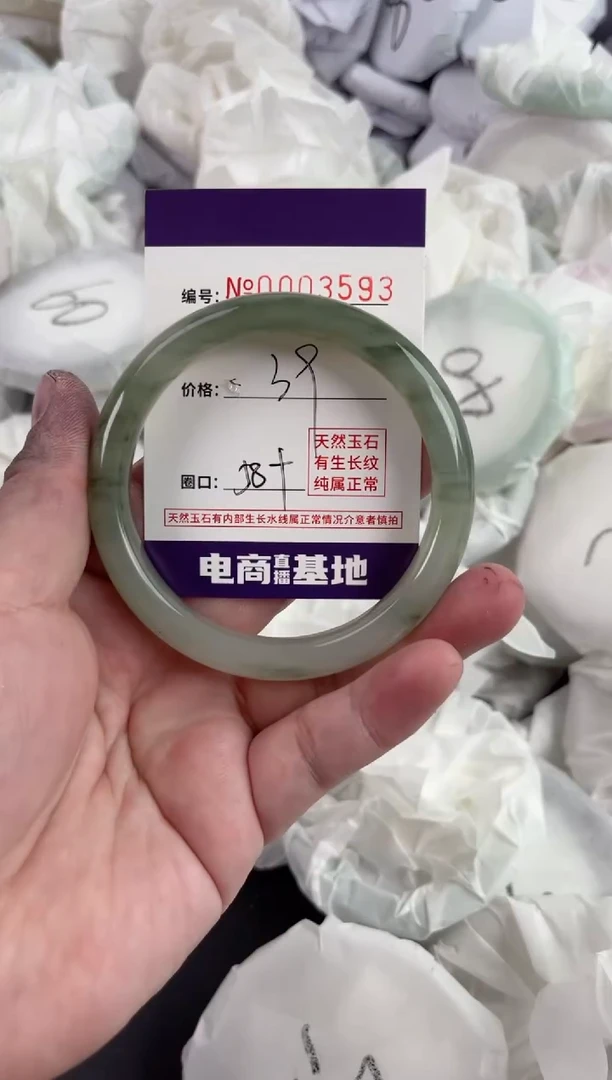 编号: №0003593
价格: 59
圈口: 58+
天然玉石
有生长纹
纯属正常
天然玉石有内部生长水线属正常情况介意者慎拍
电商直播基地